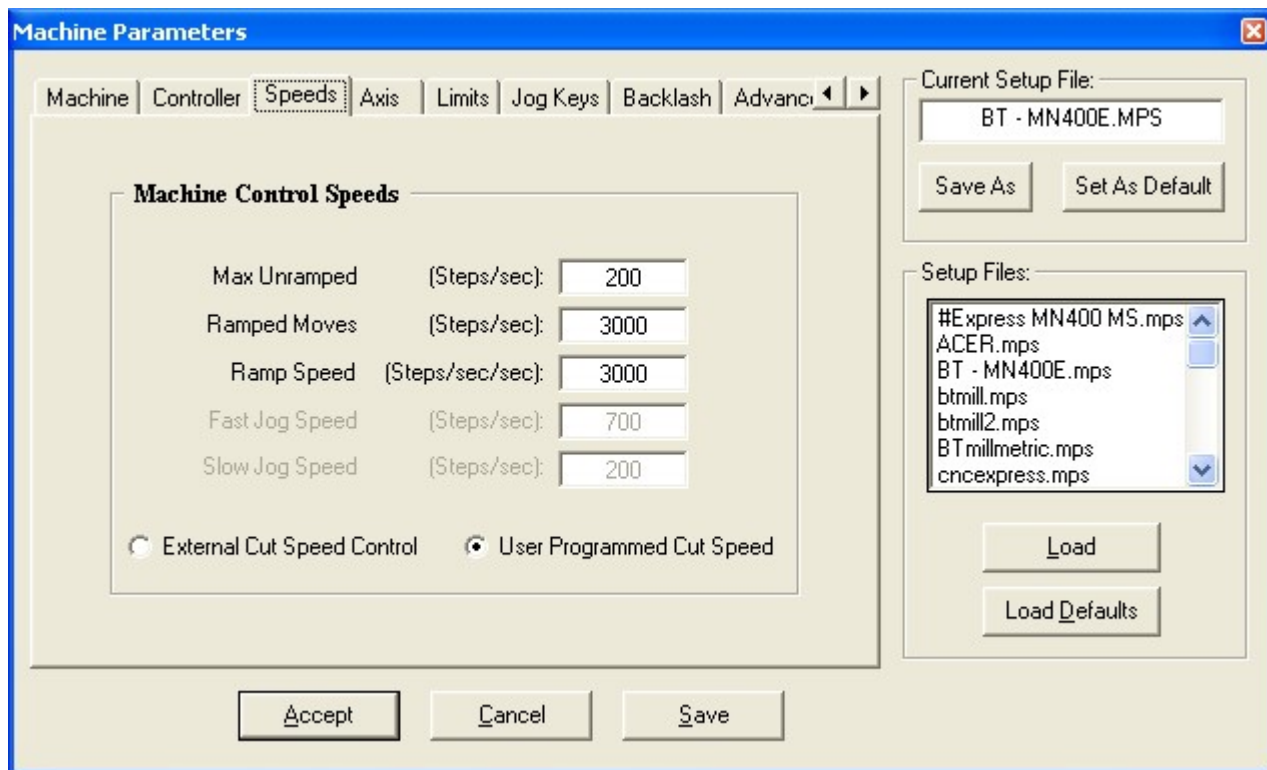 Machine Parameters
Machine Controller Speeds Axis Limits Jog Keys Backlash Advanc
Machine Control Speeds
Max Unramped (Steps/sec): 200
Ramped Moves (Steps/sec): 3000
Ramp Speed (Steps/sec/sec): 3000
Fast Jog Speed (Steps/sec): 700
Slow Jog Speed (Steps/sec): 200
External Cut Speed Control User Programmed Cut Speed
Accept Cancel Save
Current Setup File:
BT - MN400E.MPS
Save As Set As Default
Setup Files:
#Express MN400 MS.mps
ACER.mps
BT - MN400E.mps
btmill.mps
btmill2.mps
BTmillmetric.mps
cncexpress.mps
Load
Load Defaults